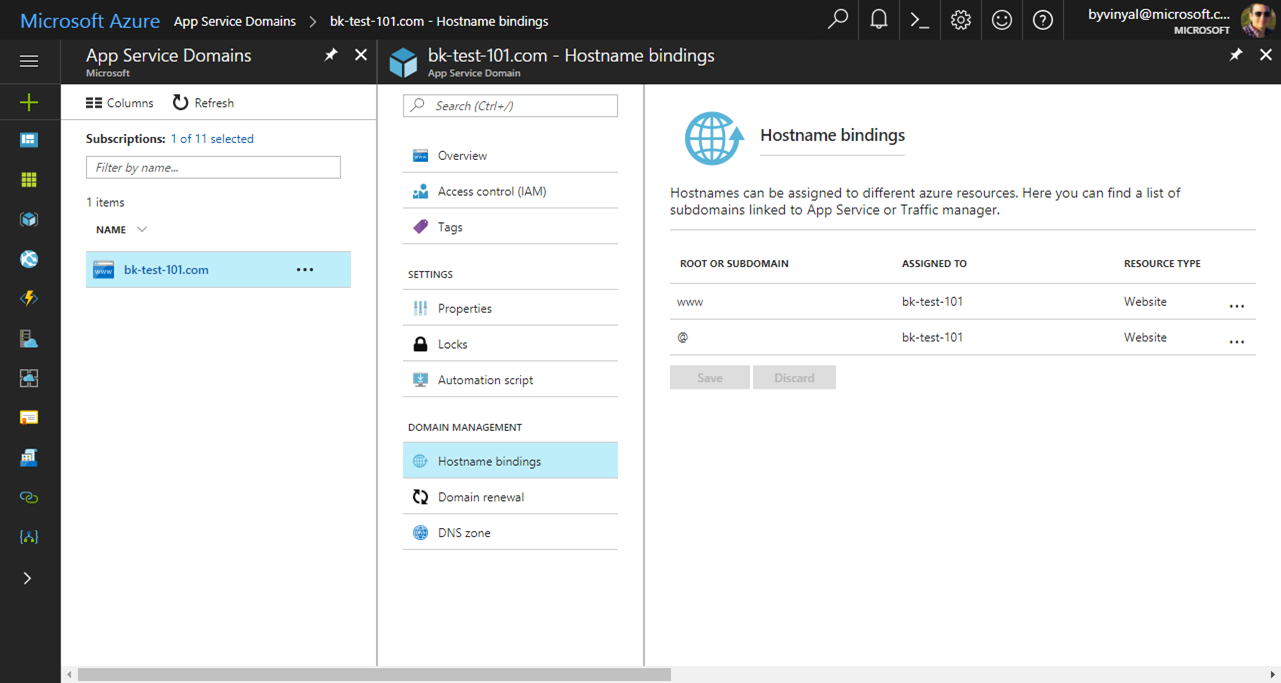 Microsoft Azure App Service Domains > bk-test-101.com - Hostname bindings
byvinyal@microsoft.c...
MICROSOFT
App Service Domains
Microsoft
Columns Refresh
Subscriptions: 1 of 11 selected
Filter by name...
1 items
NAME
bk-test-101.com ...
bk-test-101.com - Hostname bindings
App Service Domain
Search (Ctrl+/)
Overview
Access control (IAM)
Tags
SETTINGS
Properties
Locks
Automation script
DOMAIN MANAGEMENT
Hostname bindings
Domain renewal
DNS zone
Hostname bindings
Hostnames can be assigned to different azure resources. Here you can find a list of
subdomains linked to App Service or Traffic manager.
ROOT OR SUBDOMAIN ASSIGNED TO RESOURCE TYPE
www bk-test-101 Website ...
@ bk-test-101 Website ...
Save Discard